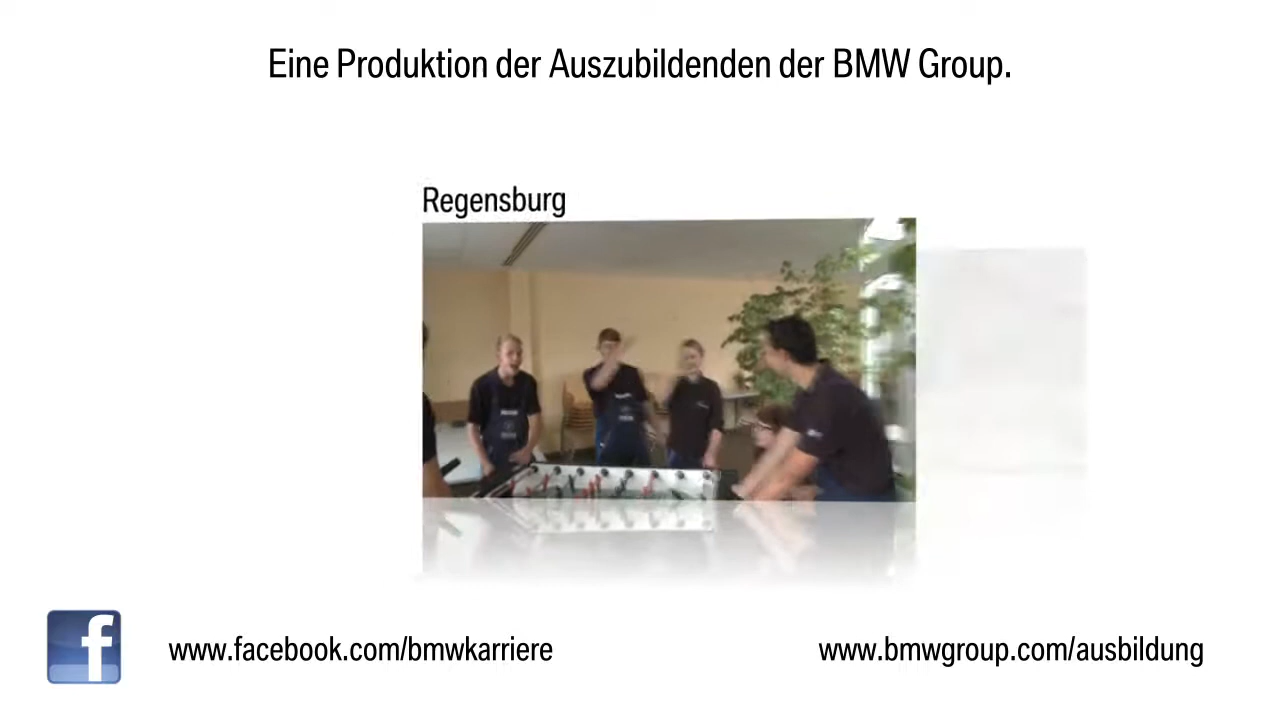 Eine Produktion der Auszubildenden der BMW Group.
Regensburg
www.facebook.com/bmwkarriere
www.bmwgroup.com/ausbildung